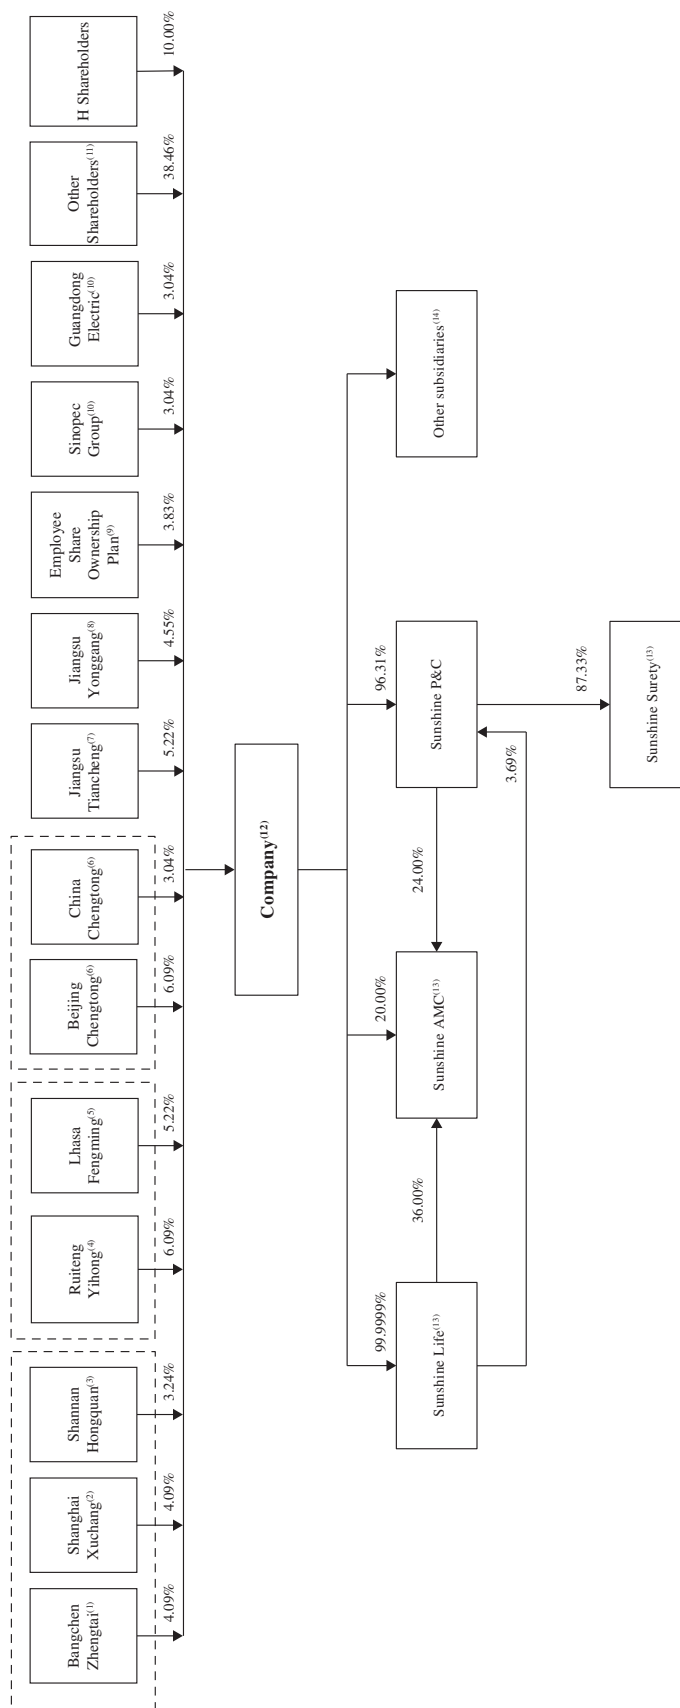 Bangchen
Zhengtai(1)
Shanghai
Xuchang(2)
Shannan
Hongquan(3)
Ruiteng
Yihong(4)
Lhasa
Fengming(5)
Beijing
Chengtong(6)
China
Chengtong(6)
Jiangsu
Tiancheng(7)
Jiangsu
Yonggang(8)
Employee
Share
Ownership
Plan(9)
Sinopec
Group(10)
Guangdong
Electric(10)
Other
Shareholders(11)
H Shareholders
4.09%
4.09%
3.24%
6.09%
5.22%
6.09%
3.04%
5.22%
4.55%
3.83%
3.04%
3.04%
38.46%
10.00%
Company(12)
99.9999%
20.00%
96.31%
Sunshine Life(13)
36.00%
Sunshine AMC(13)
24.00%
Sunshine P&C
Other subsidiaries(14)
3.69%
87.33%
Sunshine Surety(13)